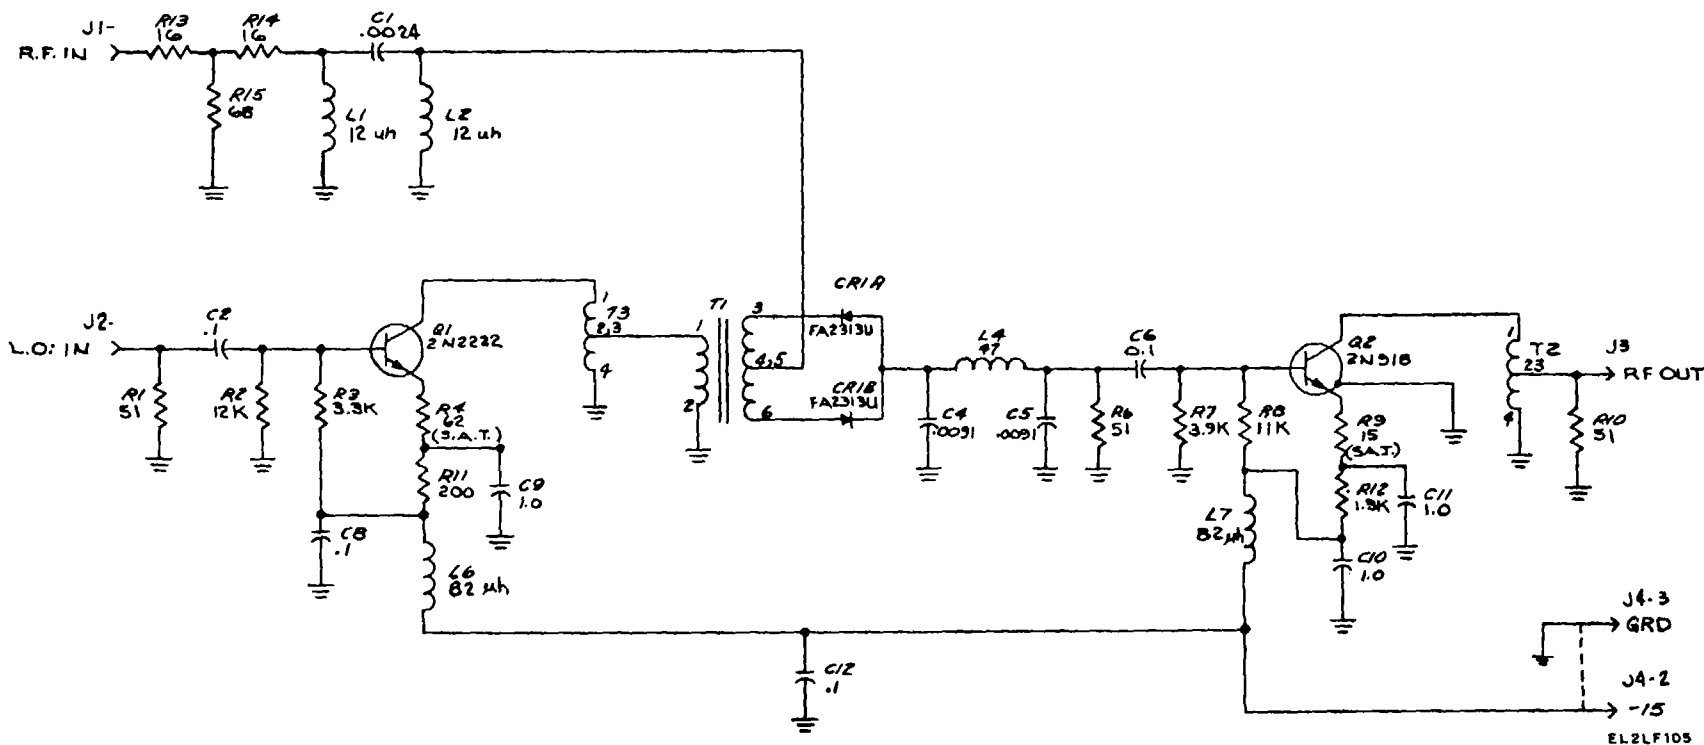 J1-
R.F. IN
R13
16
R14
16
C1
.0024
R15
68
L1
12 uh
L2
12 uh
J2-
L.O. IN
C2
.1
R1
51
R2
12K
R3
3.3K
Q1
2N2222
R4
62
(S.A.T.)
R11
200
C9
1.0
C8
.1
L6
82 μh
1
T3
2,3
4
T1
1
2
3
4,5
6
CR1A
FA2313U
CR1B
FA2313U
L4
47
C4
.0091
C5
.0091
R6
51
C6
0.1
R7
3.9K
R8
11K
L7
82 μh
Q2
2N918
R9
15
(S.A.T.)
R12
1.3K
C11
1.0
C10
1.0
1
T2
23
4
J3
RF OUT
R10
51
C12
.1
J4-3
GRD
J4-2
-15
EL2LF105